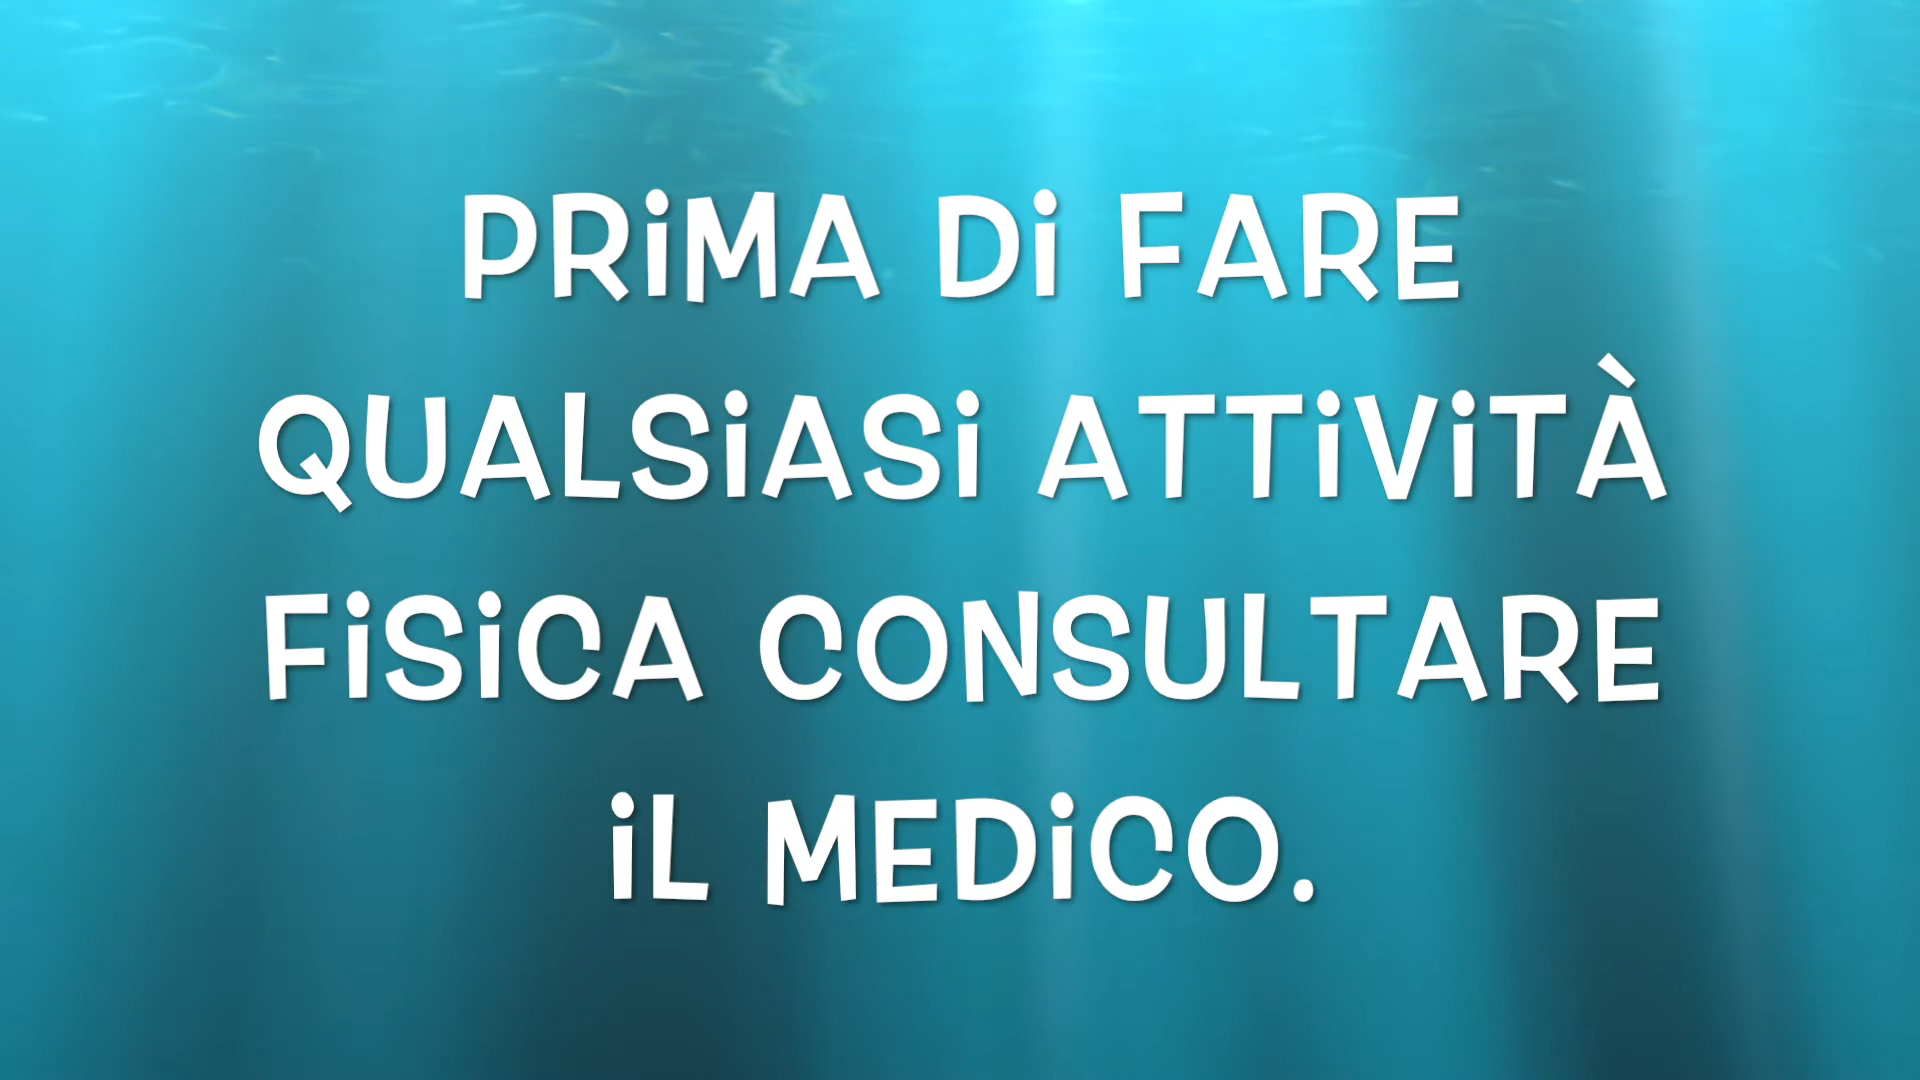 PRiMA Di FARE
QUALSiASi ATTiViTÀ
FiSiCA CONSULTARE
iL MEDiCO.